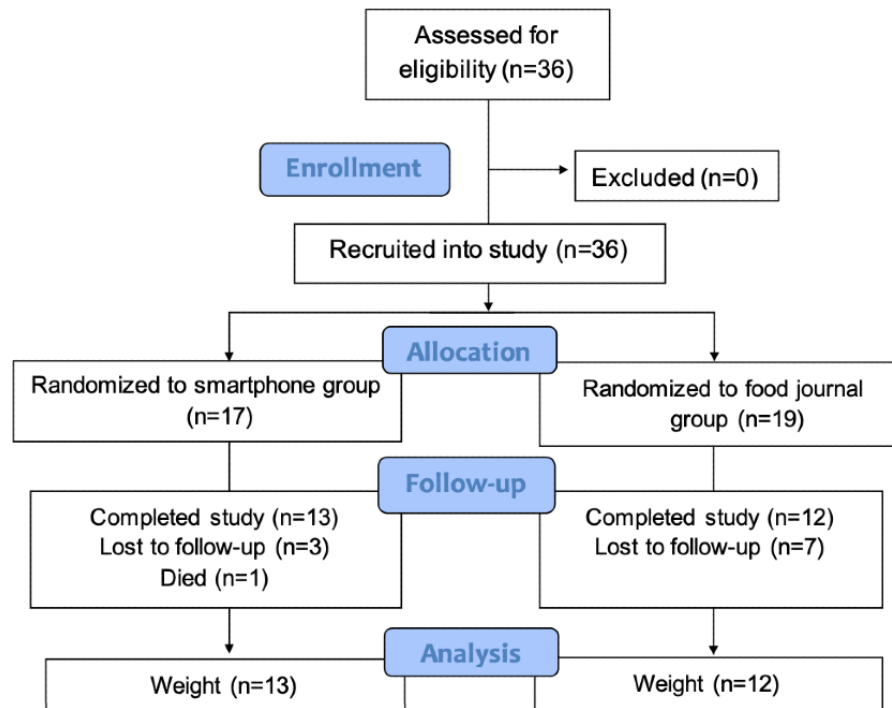 Assessed for
eligibility (n=36)
Enrollment
Excluded (n=0)
Recruited into study (n=36)
Allocation
Randomized to smartphone group
(n=17)
Randomized to food journal
group (n=19)
Follow-up
Completed study (n=13)
Lost to follow-up (n=3)
Died (n=1)
Completed study (n=12)
Lost to follow-up (n=7)
Analysis
Weight (n=13)
Weight (n=12)